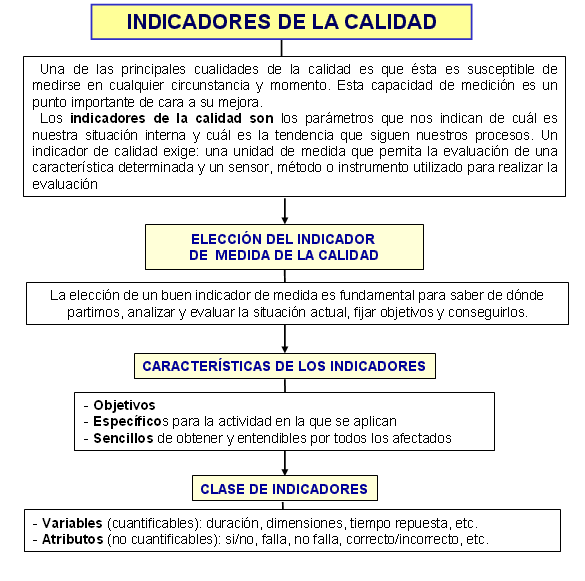 INDICADORES DE LA CALIDAD
Una de las principales cualidades de la calidad es que ésta es susceptible de
medirse en cualquier circunstancia y momento. Esta capacidad de medición es un
punto importante de cara a su mejora.
Los indicadores de la calidad son los parámetros que nos indican de cuál es
nuestra situación interna y cuál es la tendencia que siguen nuestros procesos. Un
indicador de calidad exige: una unidad de medida que pernita la evaluación de una
característica determinada y un sensor, método o instrumento utilizado para realizar la
evaluación
ELECCIÓN DEL INDICADOR
DE MEDIDA DE LA CALIDAD
La elección de un buen indicador de medida es fundamental para saber de dónde
partimos, analizar y evaluar la situación actual, fijar objetivos y conseguirlos.
CARACTERÍSTICAS DE LOS INDICADORES
- Objetivos
- Específicos para la actividad en la que se aplican
- Sencillos de obtener y entendibles por todos los afectados
CLASE DE INDICADORES
- Variables (cuantificables): duración, dimensiones, tiempo repuesta, etc.
- Atributos (no cuantificables): si/no, falla, no falla, correcto/incorrecto, etc.